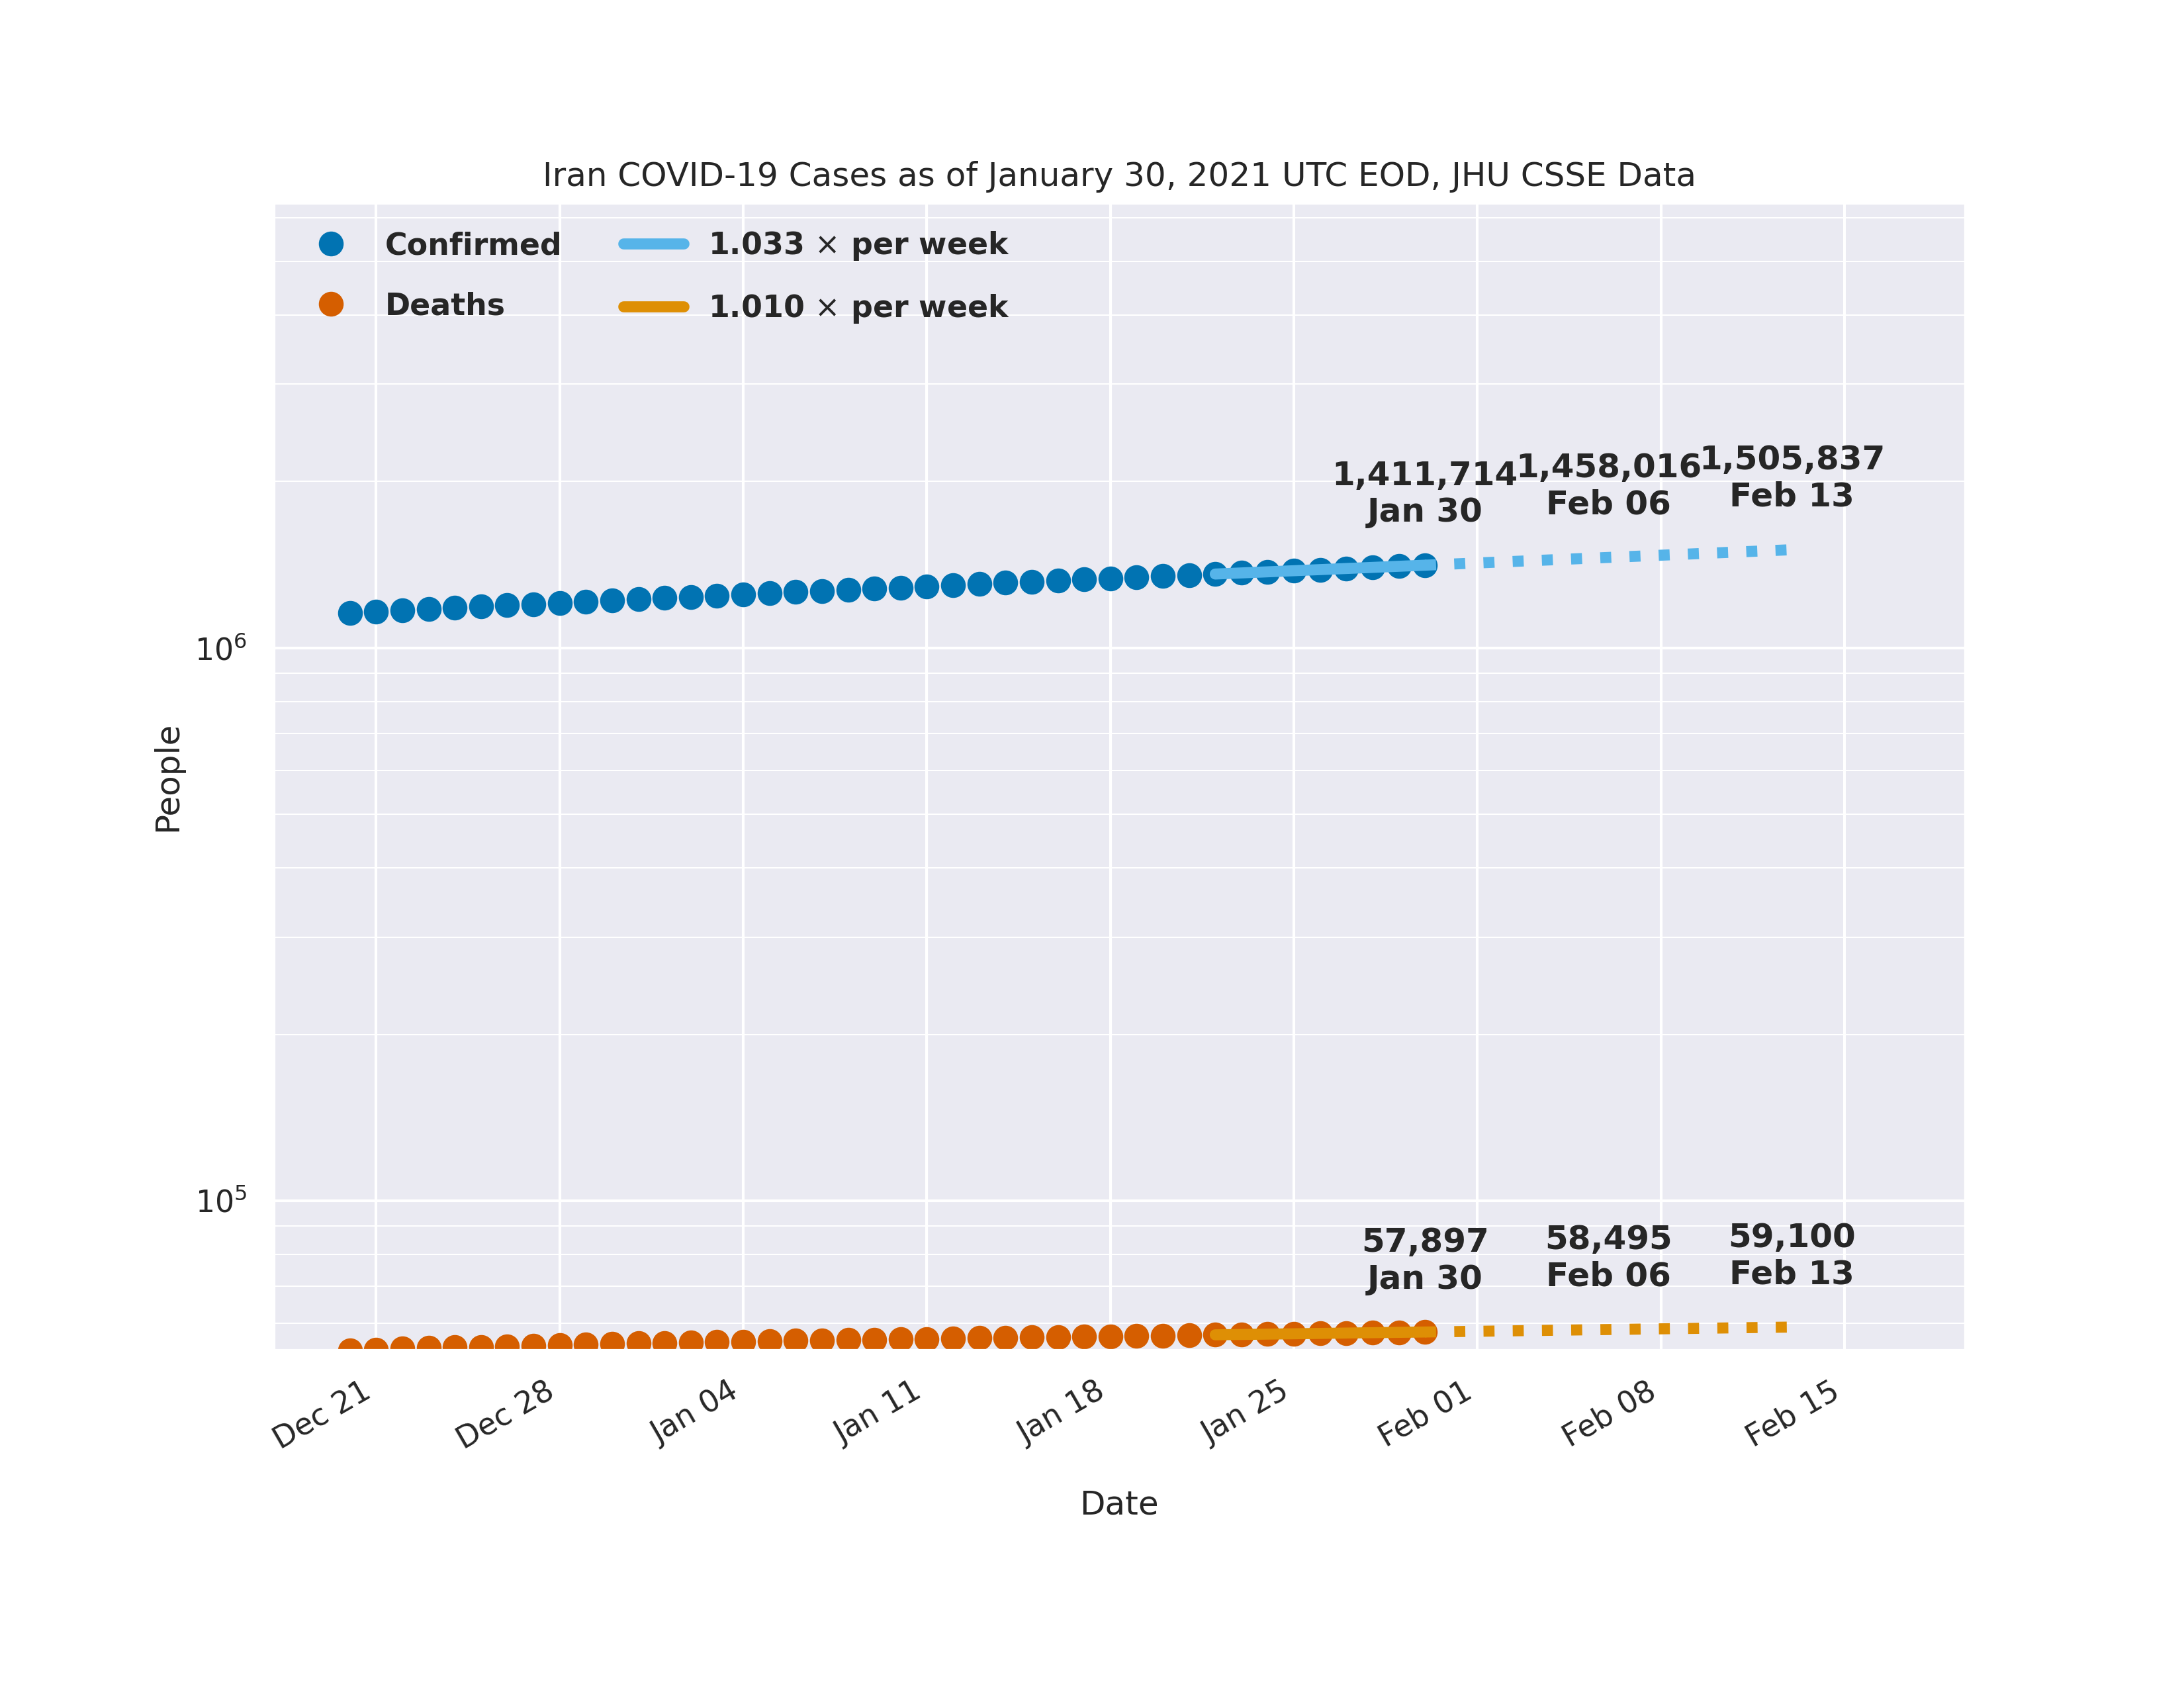 Iran COVID-19 Cases as of January 30, 2021 UTC EOD, JHU CSSE Data
Confirmed
Deaths
1.033 × per week
1.010 × per week
1,411,714
Jan 30
1,458,016
Feb 06
1,505,837
Feb 13
10⁶
People
10⁵
57,897
Jan 30
58,495
Feb 06
59,100
Feb 13
Dec 21
Dec 28
Jan 04
Jan 11
Jan 18
Jan 25
Feb 01
Feb 08
Feb 15
Date